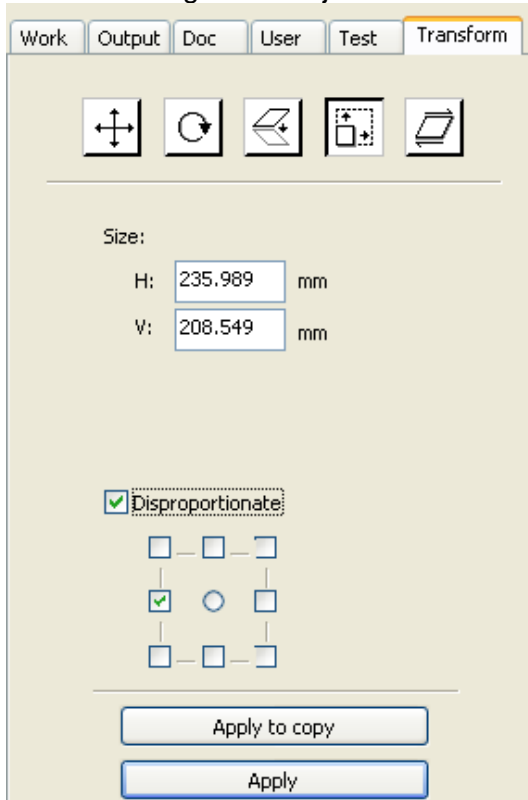 Work Output Doc User Test Transform
Size:
H: 235.989 mm
V: 208.549 mm
Disproportionate
Apply to copy
Apply